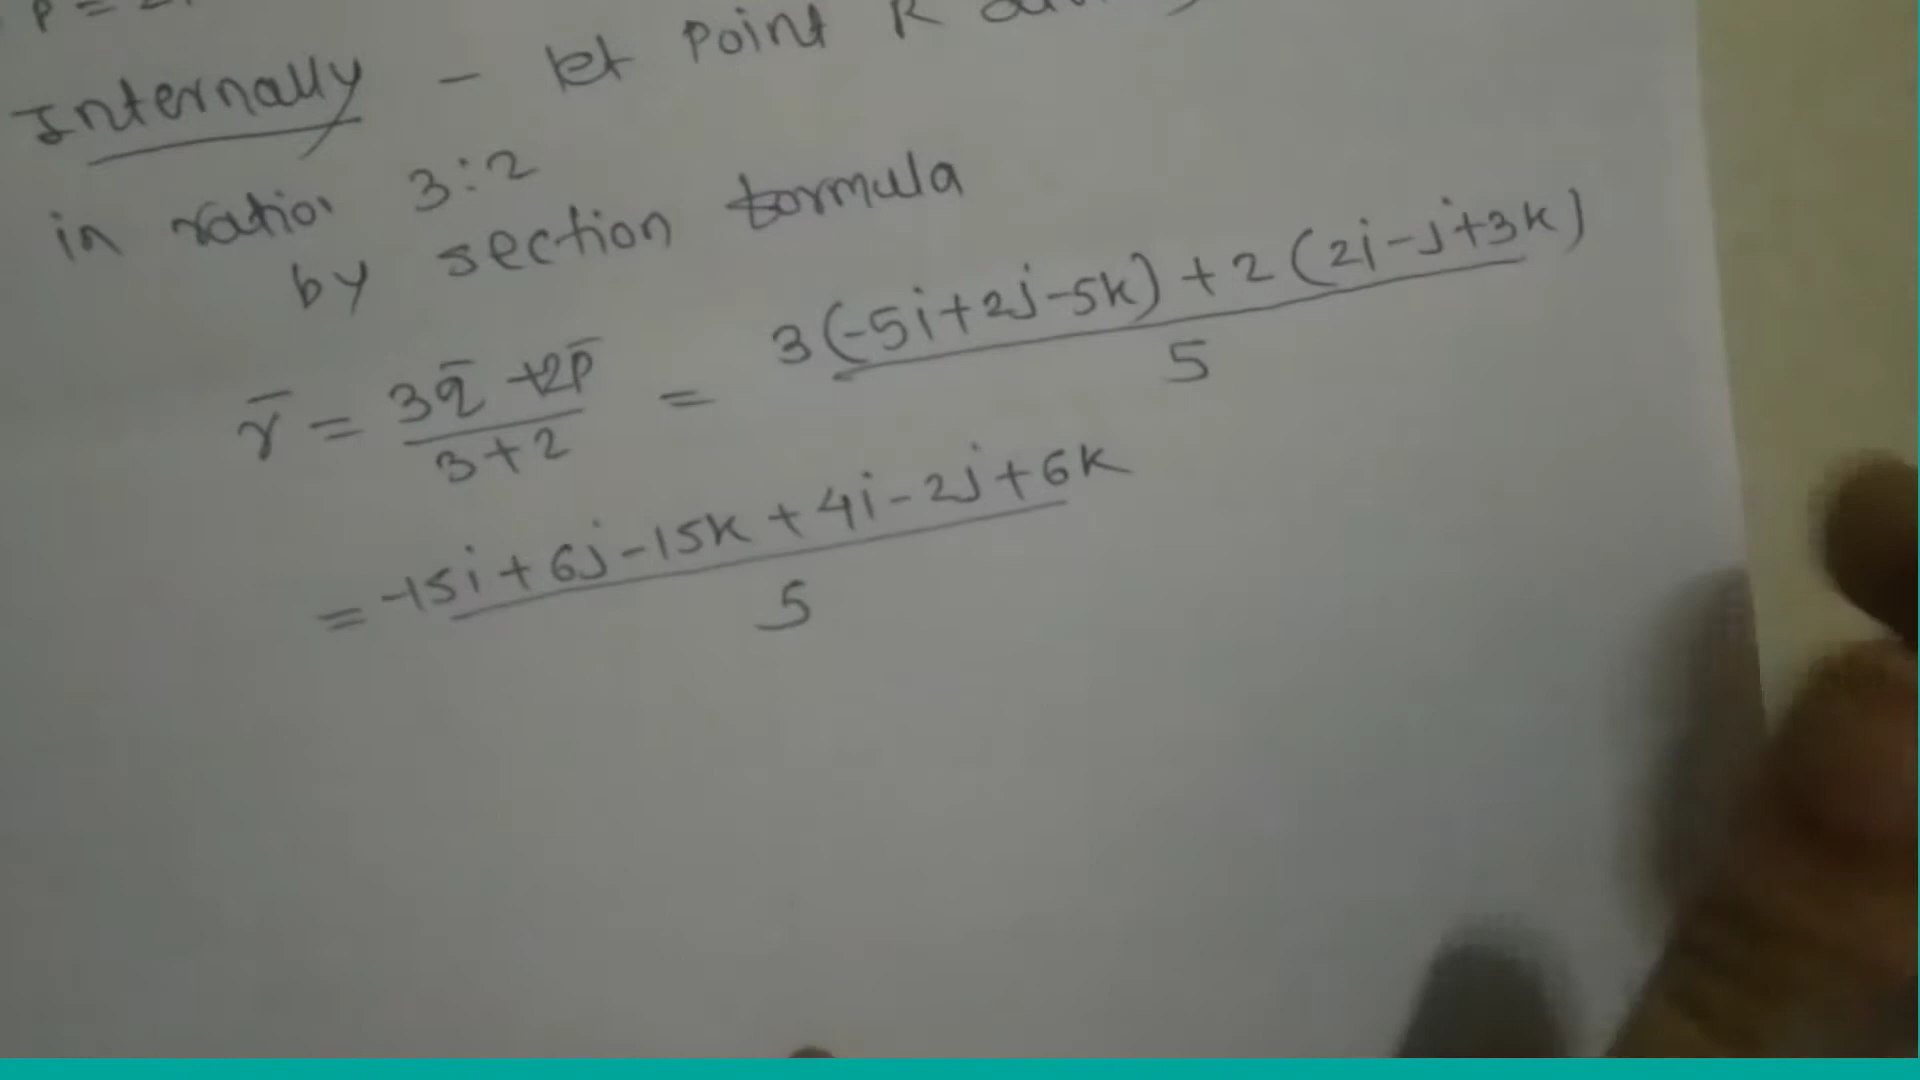 P =
Internally - let point R
in ratio 3:2
by section formula
r̄ = (3q̄ + 2p̄)/(3+2) = (3(-5i+2j-5k) + 2(2i-j+3k))/5
= (-15i+6j-15k+4i-2j+6k)/5